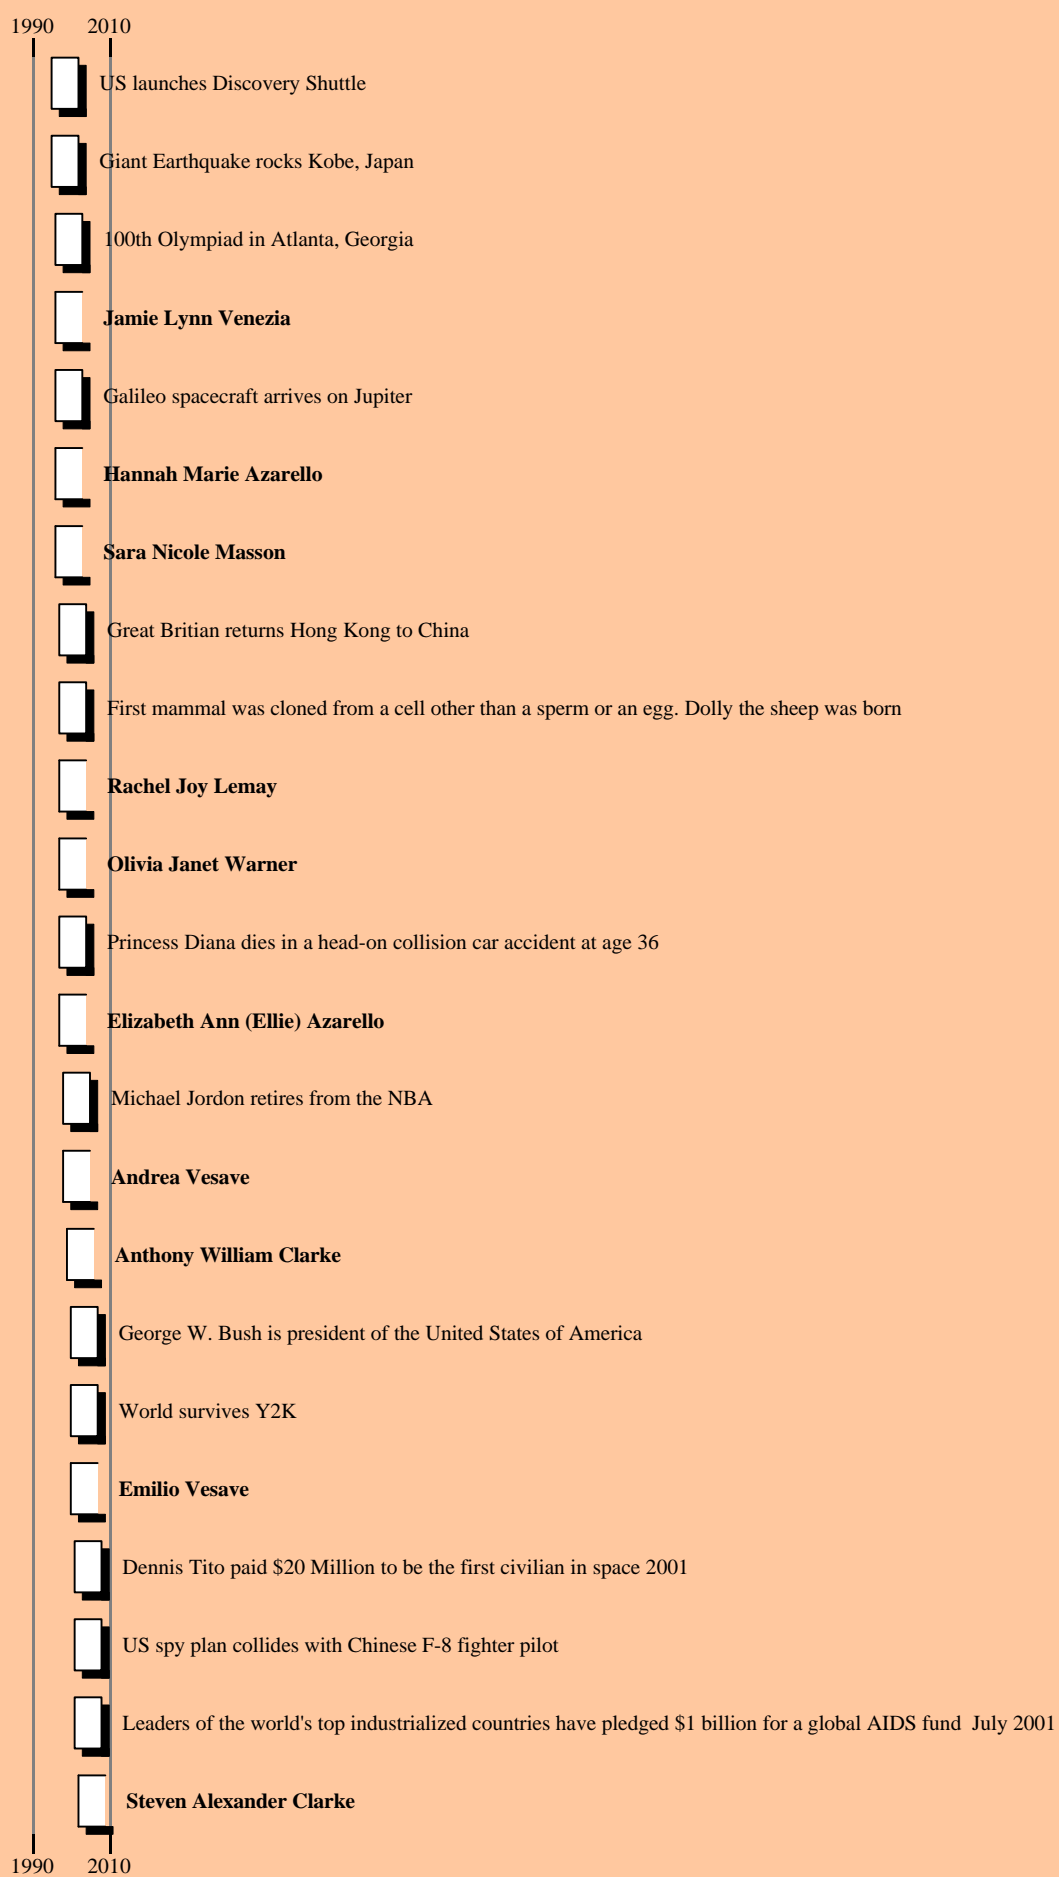 1990 2010
US launches Discovery Shuttle
Giant Earthquake rocks Kobe, Japan
100th Olympiad in Atlanta, Georgia
Jamie Lynn Venezia
Galileo spacecraft arrives on Jupiter
Hannah Marie Azarello
Sara Nicole Masson
Great Britian returns Hong Kong to China
First mammal was cloned from a cell other than a sperm or an egg. Dolly the sheep was born
Rachel Joy Lemay
Olivia Janet Warner
Princess Diana dies in a head-on collision car accident at age 36
Elizabeth Ann (Ellie) Azarello
Michael Jordon retires from the NBA
Andrea Vesave
Anthony William Clarke
George W. Bush is president of the United States of America
World survives Y2K
Emilio Vesave
Dennis Tito paid $20 Million to be the first civilian in space 2001
US spy plan collides with Chinese F-8 fighter pilot
Leaders of the world's top industrialized countries have pledged $1 billion for a global AIDS fund  July 2001
Steven Alexander Clarke
1990 2010